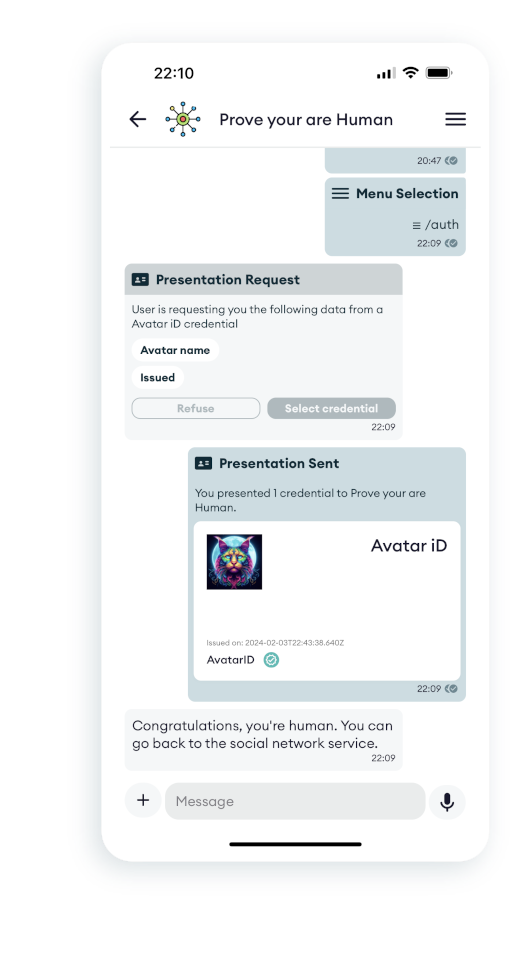 22:10
Prove your are Human
20:47
Menu Selection
≡ /auth
22:09
Presentation Request
User is requesting you the following data from a
Avatar iD credential
Avatar name
Issued
Refuse
Select credential
22:09
Presentation Sent
You presented 1 credential to Prove your are
Human.
Avatar iD
Issued on: 2024-02-03T22:43:38.640Z
AvatarID
22:09
Congratulations, you're human. You can
go back to the social network service.
22:09
Message